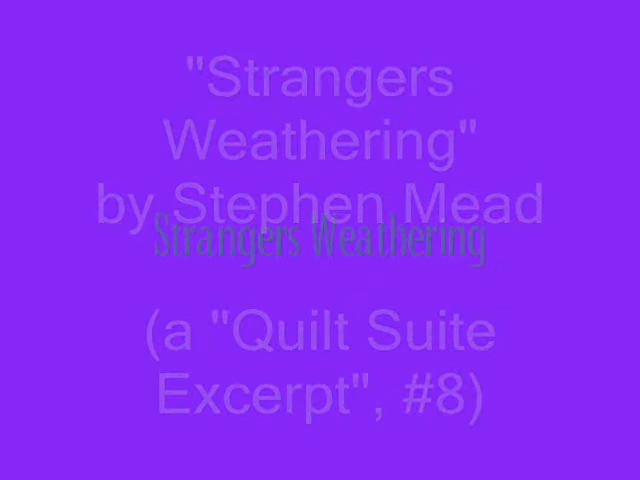 "Strangers
Weathering"
by Stephen Mead
Strangers Weathering
(a "Quilt Suite
Excerpt", #8)